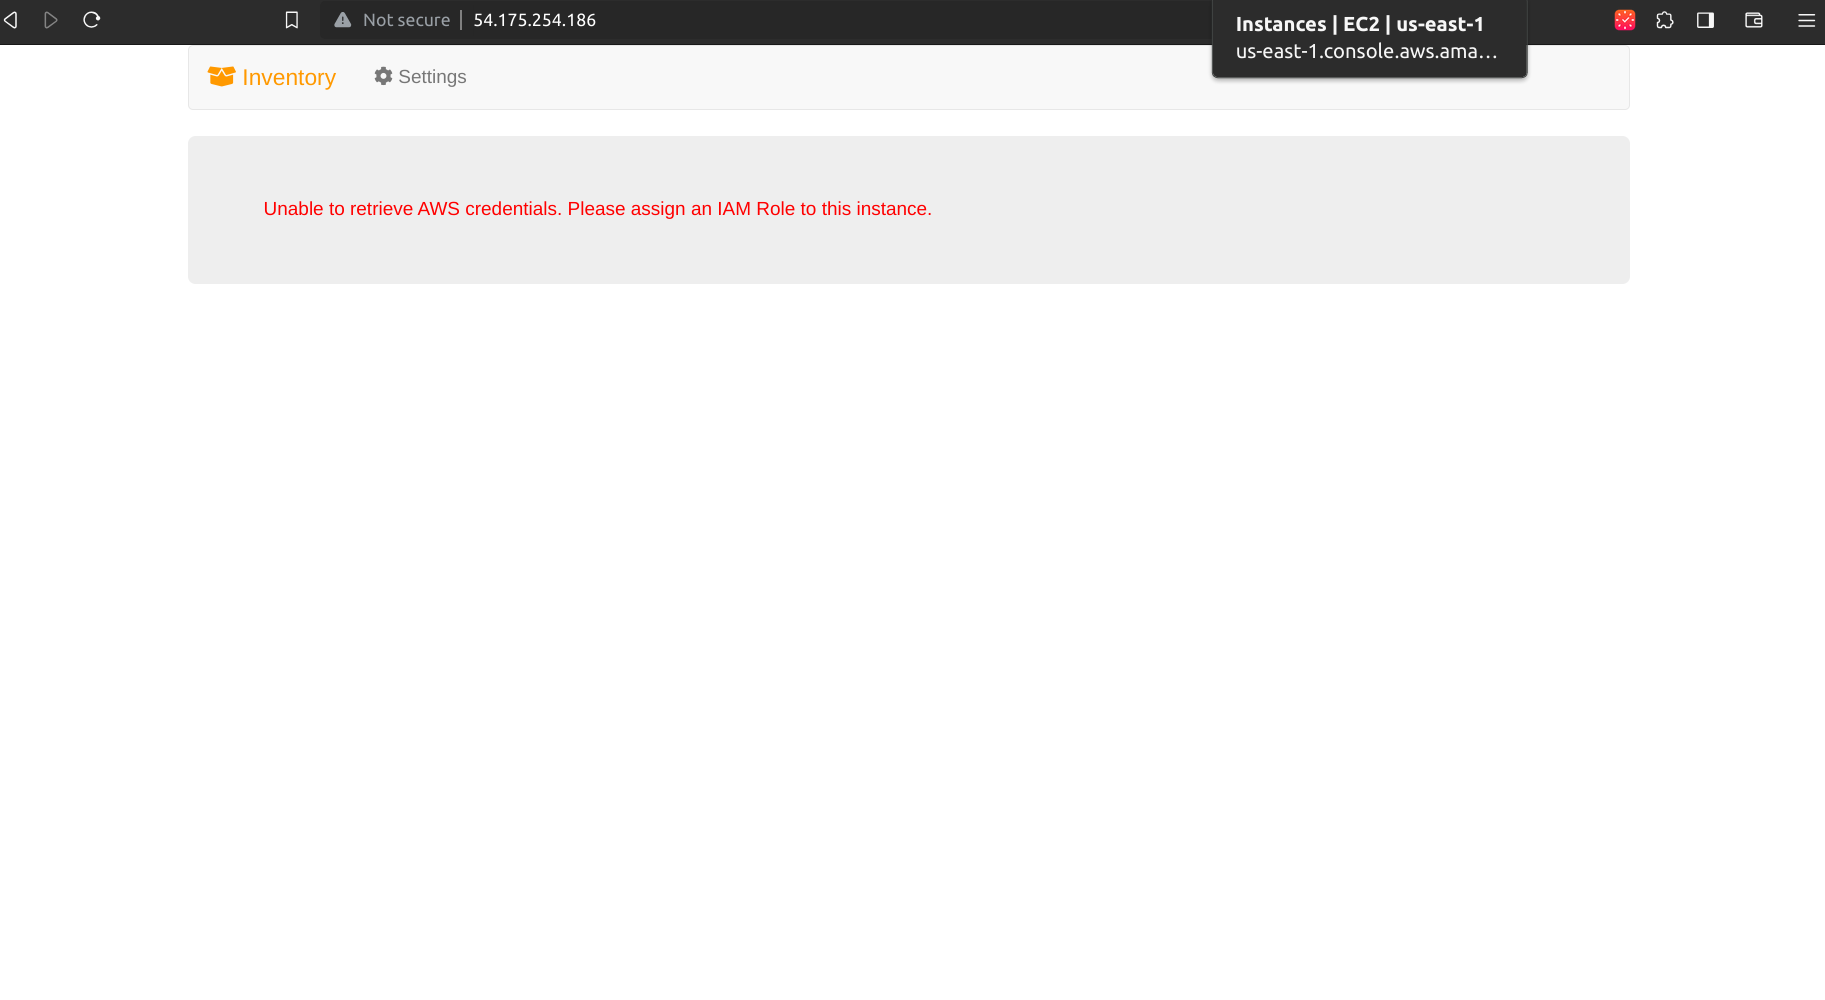 Not secure | 54.175.254.186
Instances | EC2 | us-east-1
us-east-1.console.aws.ama...
Inventory
Settings
Unable to retrieve AWS credentials. Please assign an IAM Role to this instance.